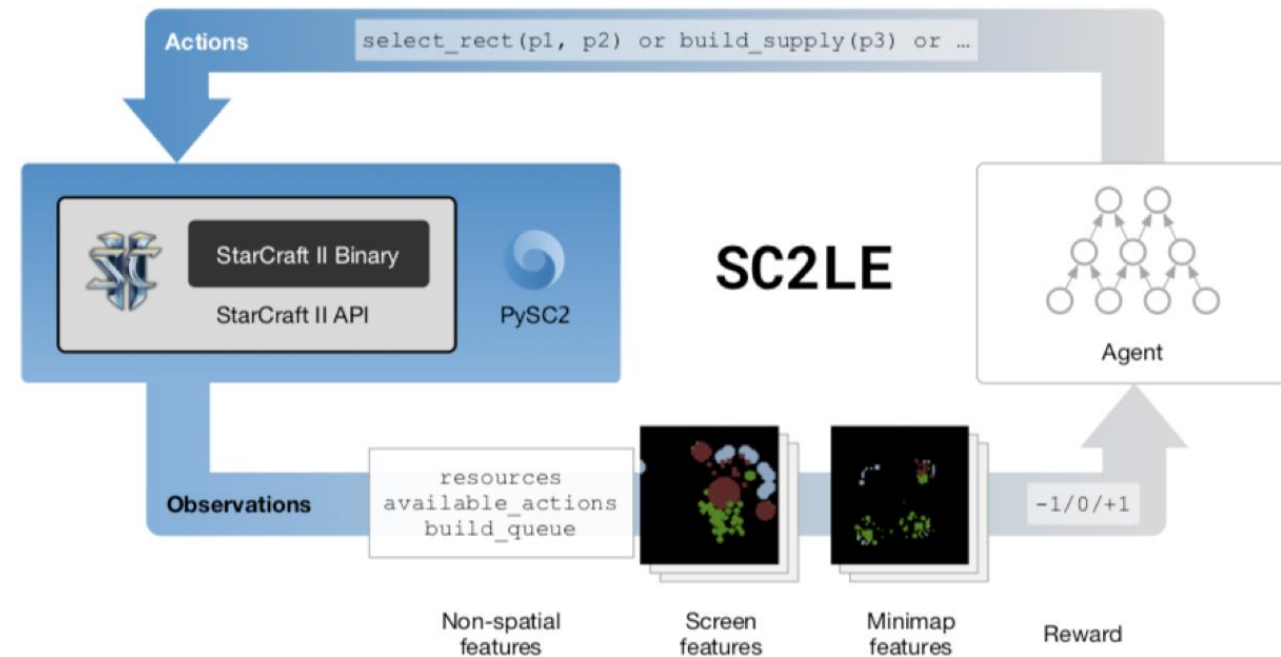 Actions
select_rect(p1, p2) or build_supply(p3) or …
StarCraft II Binary
StarCraft II API
PySC2
SC2LE
Agent
Observations
resources
available_actions
build_queue
-1/0/+1
Non-spatial
features
Screen
features
Minimap
features
Reward